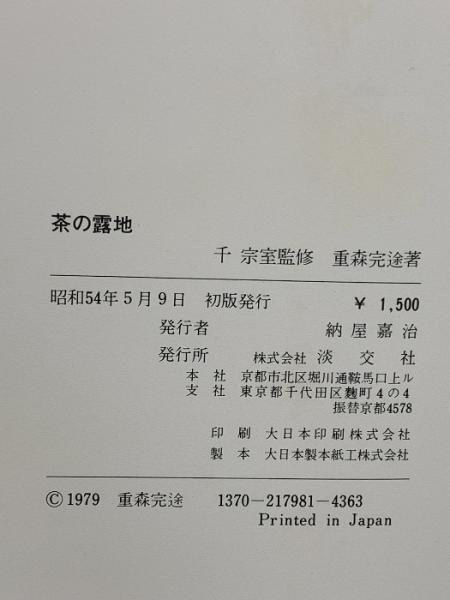 茶の露地
千 宗室監修 重森完途著
昭和54年5月9日 初版発行 ¥ 1,500
発行者 納屋嘉治
発行所 株式会社 淡交社
本社 京都市北区堀川通鞍馬口上ル
支社 東京都千代田区麴町4の4
振替京都4578
印刷 大日本印刷株式会社
製本 大日本製本紙工株式会社
©1979 重森完途 1370-217981-4363
Printed in Japan